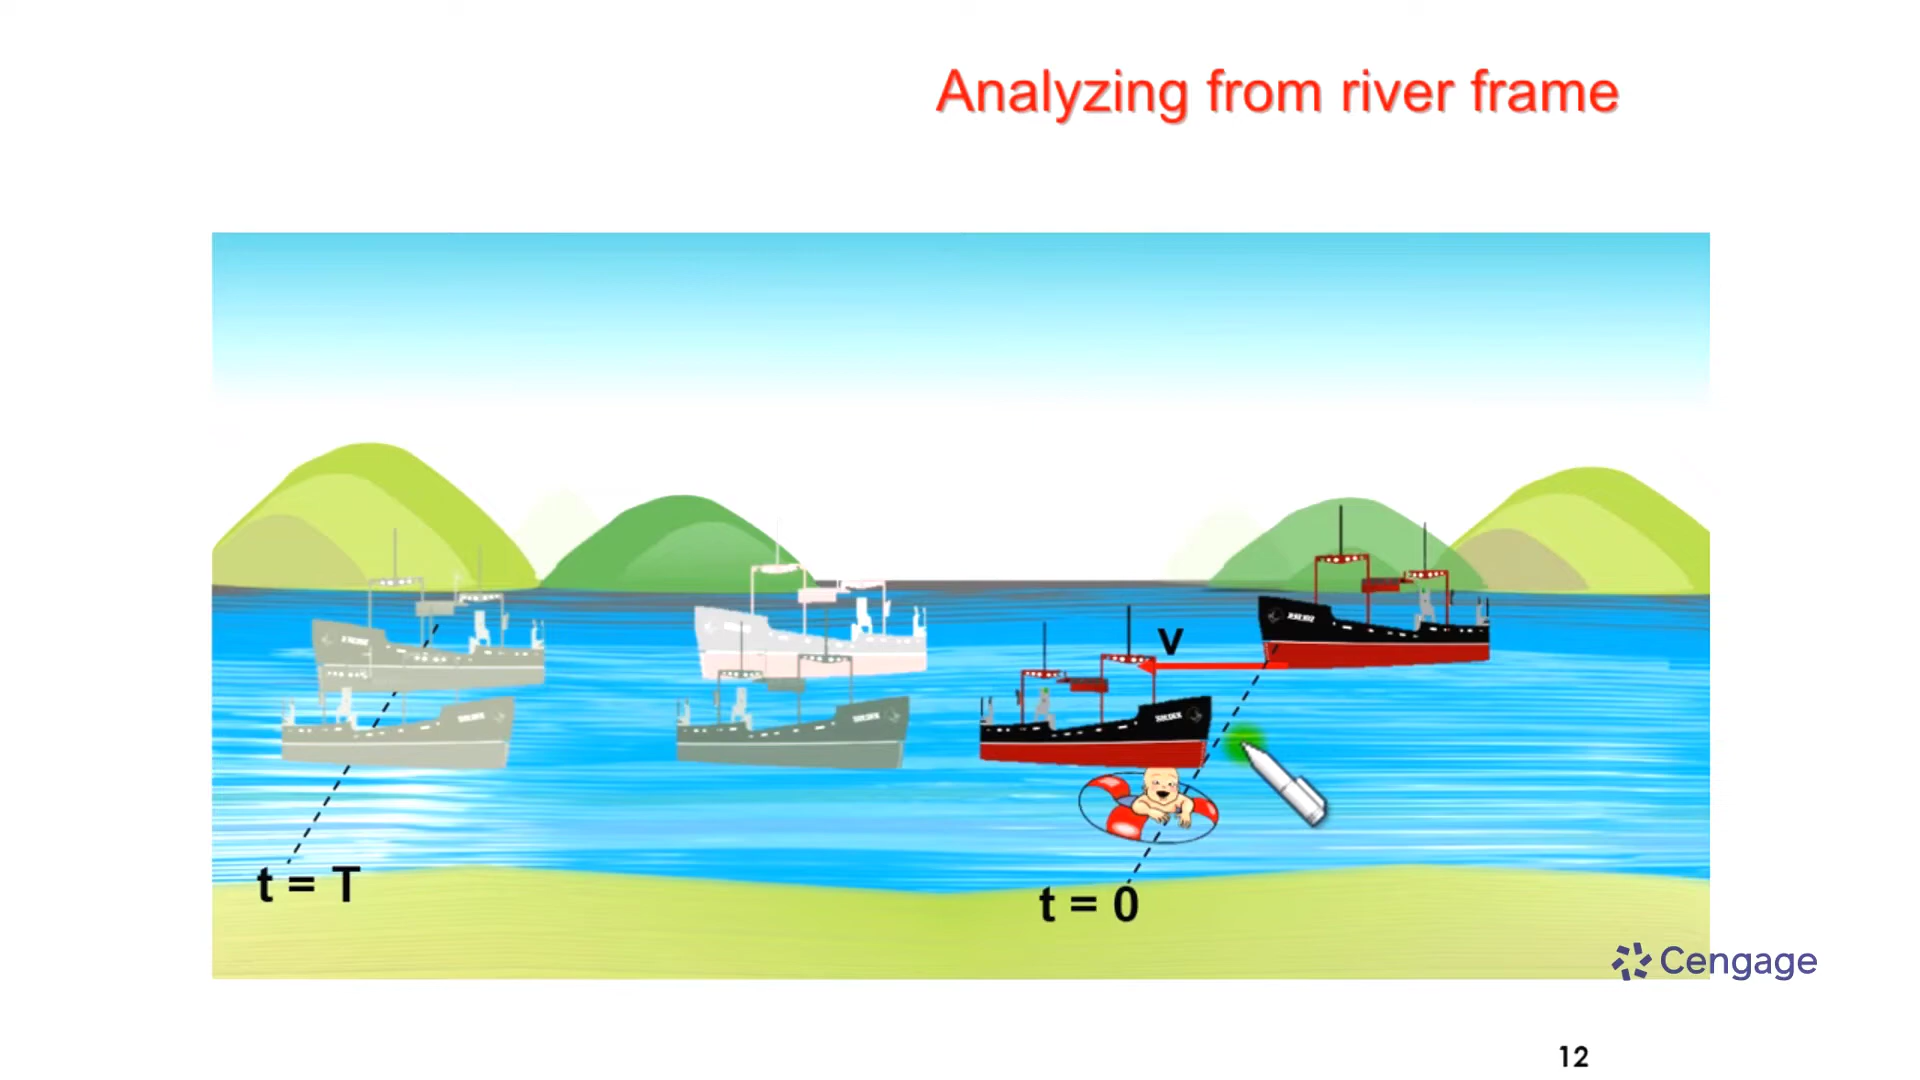 Analyzing from river frame
v
t = T
t = 0
Cengage
12